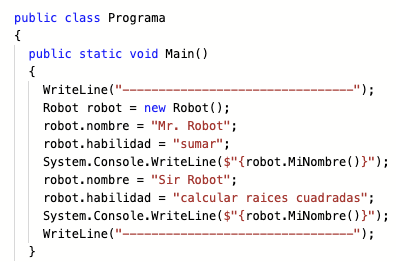 public class Programa
{
public static void Main()
{
WriteLine("--------------------------------");
Robot robot = new Robot();
robot.nombre = "Mr. Robot";
robot.habilidad = "sumar";
System.Console.WriteLine($"{robot.MiNombre()}");
robot.nombre = "Sir Robot";
robot.habilidad = "calcular raices cuadradas";
System.Console.WriteLine($"{robot.MiNombre()}");
WriteLine("--------------------------------");
}